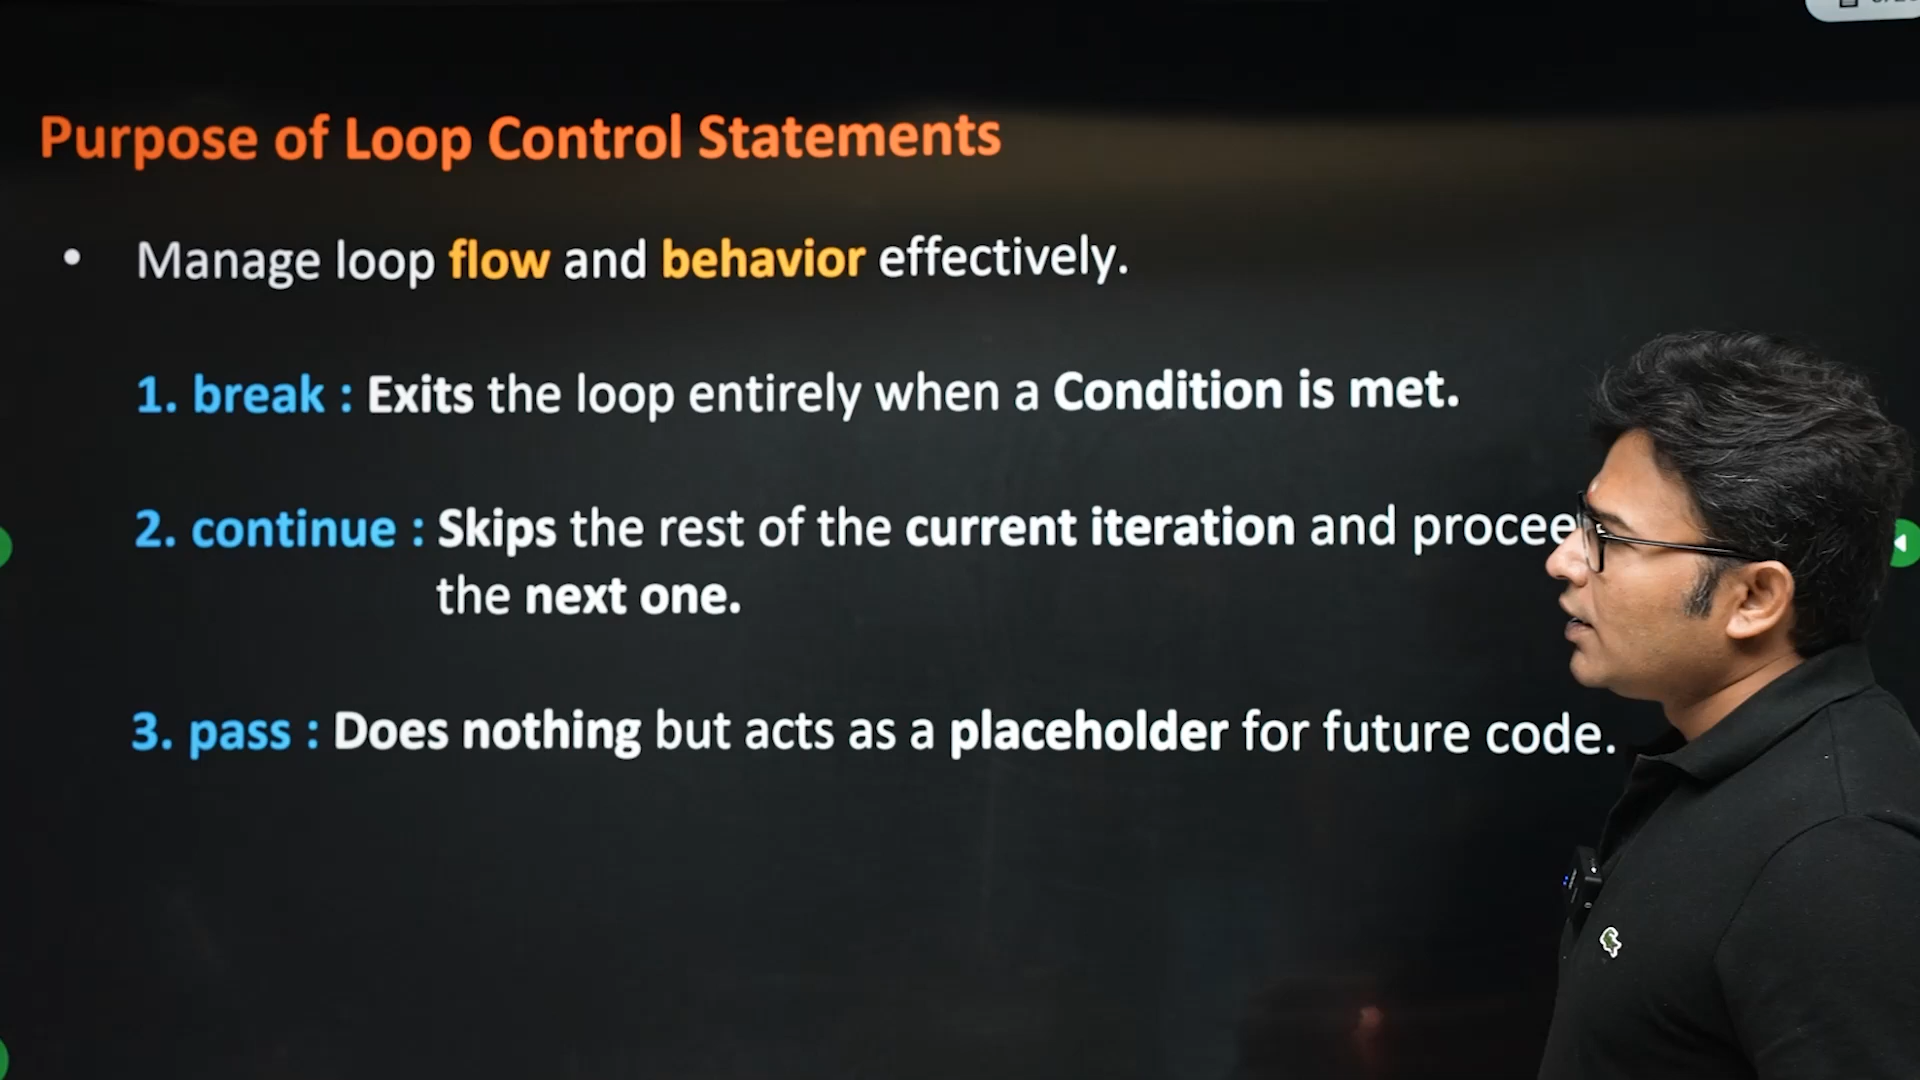 Purpose of Loop Control Statements
• Manage loop flow and behavior effectively.
1. break : Exits the loop entirely when a Condition is met.
2. continue : Skips the rest of the current iteration and procee
the next one.
3. pass : Does nothing but acts as a placeholder for future code.